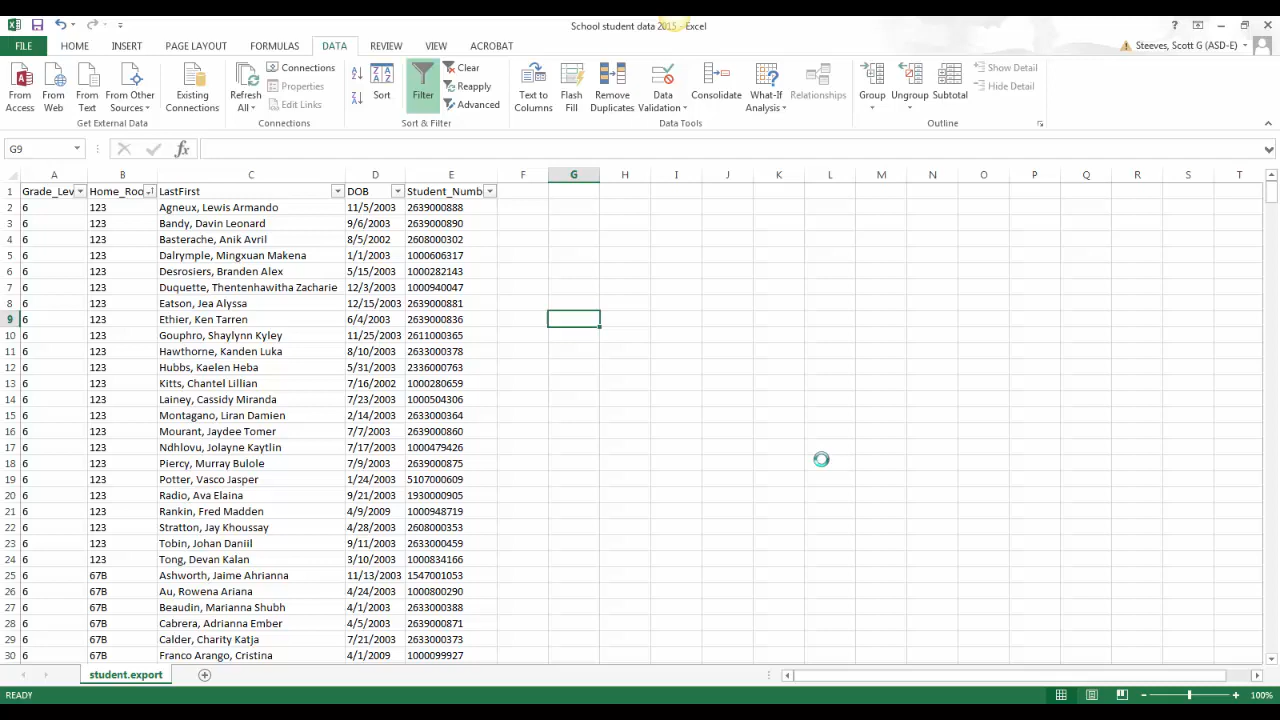 School student data 2015 - Excel
FILE HOME INSERT PAGE LAYOUT FORMULAS DATA REVIEW VIEW ACROBAT Steeves, Scott G (ASD-E)
From Access From Web From Text From Other Sources Existing Connections Refresh All Connections Properties Edit Links Sort Filter Clear Reapply Advanced Text to Columns Flash Fill Remove Duplicates Data Validation Consolidate What-If Analysis Relationships Group Ungroup Subtotal Show Detail Hide Detail
Get External Data Connections Sort & Filter Data Tools Outline
G9 fx
A B C D E F G H I J K L M N O P Q R S T
1 Grade_Lev Home_Roo LastFirst DOB Student_Numb
2 6 123 Agneux, Lewis Armando 11/5/2003 2639000888
3 6 123 Bandy, Davin Leonard 9/6/2003 2639000890
4 6 123 Basterache, Anik Avril 8/5/2002 2608000302
5 6 123 Dalrymple, Mingxuan Makena 1/1/2003 1000606317
6 6 123 Desrosiers, Branden Alex 5/15/2003 1000282143
7 6 123 Duquette, Thentenhawitha Zacharie 12/3/2003 1000940047
8 6 123 Eatson, Jea Alyssa 12/15/2003 2639000881
9 6 123 Ethier, Ken Tarren 6/4/2003 2639000836
10 6 123 Gouphro, Shaylynn Kyley 11/25/2003 2611000365
11 6 123 Hawthorne, Kanden Luka 8/10/2003 2633000378
12 6 123 Hubbs, Kaelen Heba 5/31/2003 2336000763
13 6 123 Kitts, Chantel Lillian 7/16/2002 1000280659
14 6 123 Lainey, Cassidy Miranda 7/23/2003 1000504306
15 6 123 Montagano, Liran Damien 2/14/2003 2633000364
16 6 123 Mourant, Jaydee Tomer 7/7/2003 2639000860
17 6 123 Ndhlovu, Jolayne Kaytlin 7/17/2003 1000479426
18 6 123 Piercy, Murray Bulole 7/9/2003 2639000875
19 6 123 Potter, Vasco Jasper 1/24/2003 5107000609
20 6 123 Radio, Ava Elaina 9/21/2003 1930000905
21 6 123 Rankin, Fred Madden 4/9/2009 1000948719
22 6 123 Stratton, Jay Khoussay 4/28/2003 2608000353
23 6 123 Tobin, Johan Daniil 9/11/2003 2633000459
24 6 123 Tong, Devan Kalan 3/10/2003 1000834166
25 6 67B Ashworth, Jaime Ahrianna 11/13/2003 1547001053
26 6 67B Au, Rowena Ariana 4/24/2003 1000800290
27 6 67B Beaudin, Marianna Shubh 4/1/2003 2633000388
28 6 67B Cabrera, Adrianna Ember 4/5/2003 2639000871
29 6 67B Calder, Charity Katja 7/21/2003 2633000373
30 6 67B Franco Arango, Cristina 4/1/2009 1000099927
student.export
READY 100%